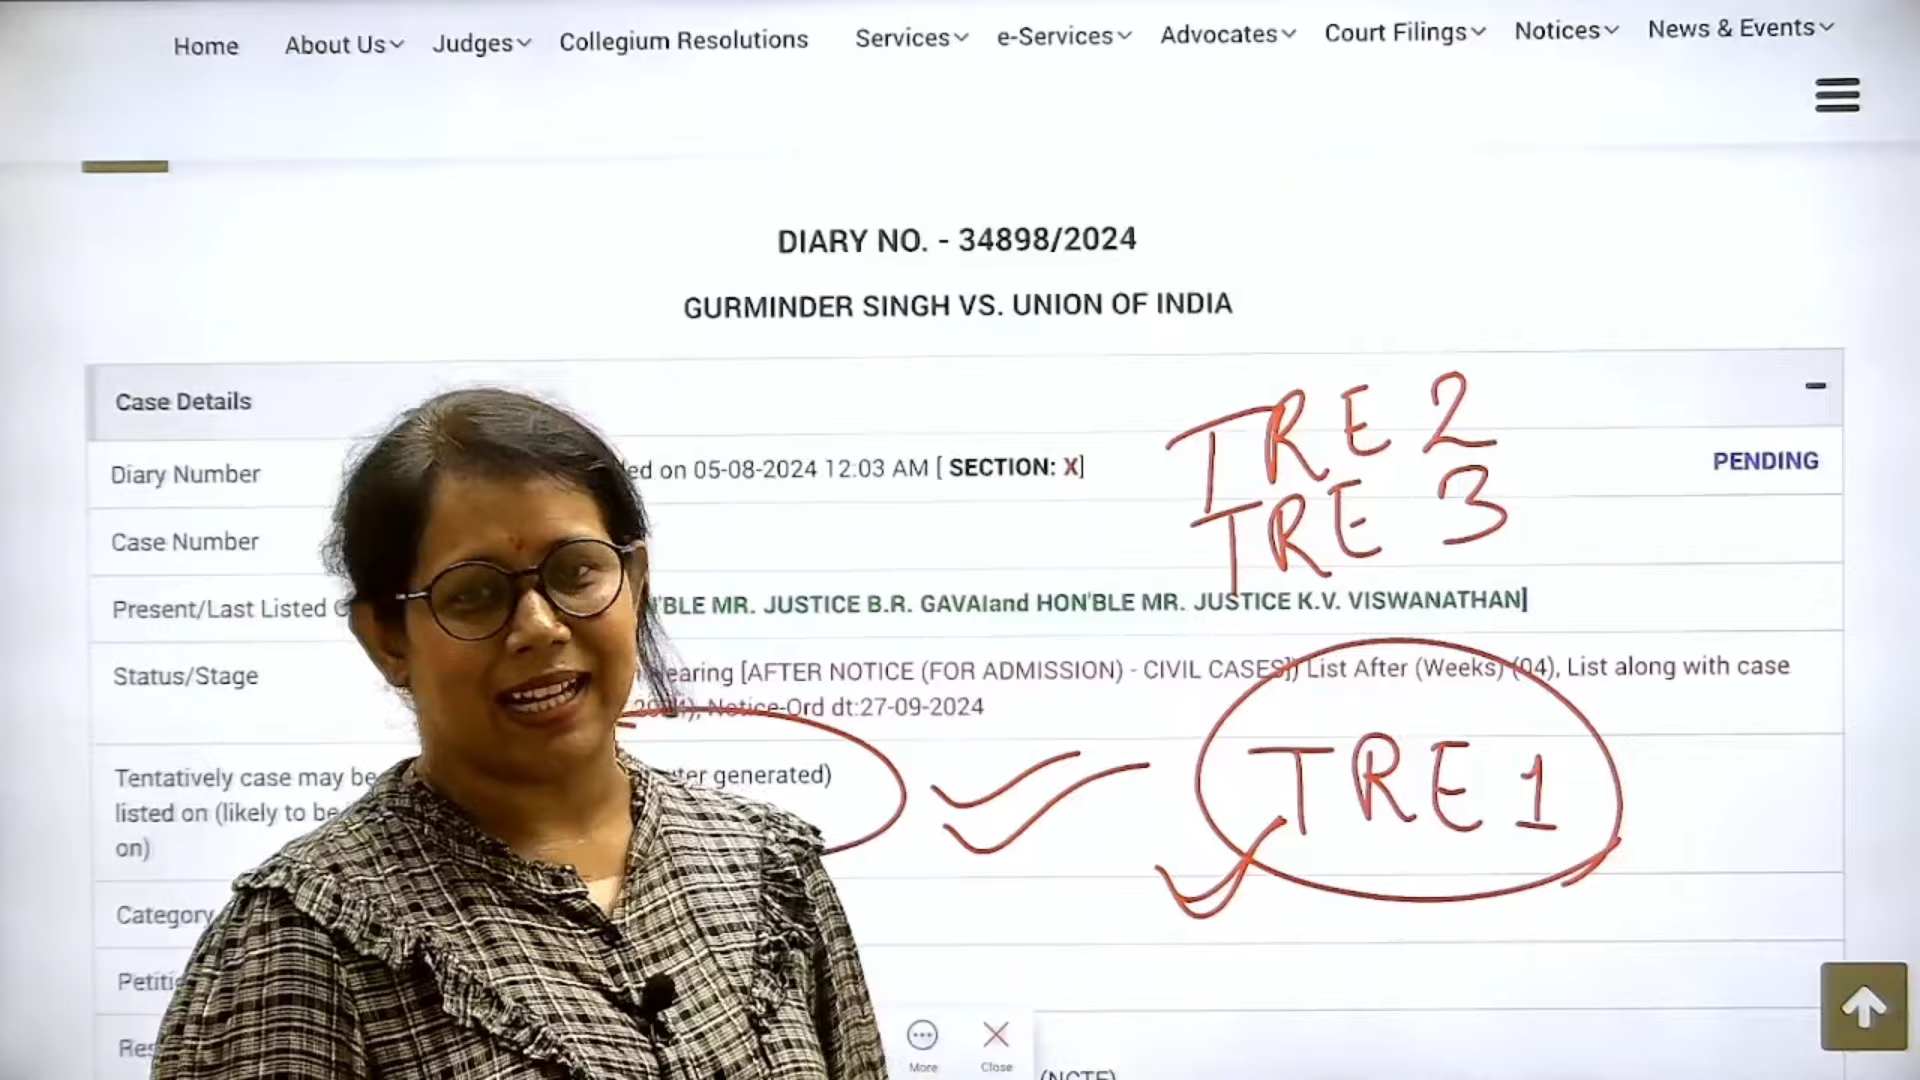 Home About Us Judges Collegium Resolutions Services e-Services Advocates Court Filings Notices News & Events
DIARY NO. - 34898/2024
GURMINDER SINGH VS. UNION OF INDIA
Case Details
TRE 2
Diary Number ed on 05-08-2024 12:03 AM [ SECTION: X] PENDING
TRE 3
Case Number
Present/Last Listed 'BLE MR. JUSTICE B.R. GAVAIand HON'BLE MR. JUSTICE K.V. VISWANATHAN]
Status/Stage earing [AFTER NOTICE (FOR ADMISSION) - CIVIL CASES]) List After (Weeks) (04), List along with case
Notice-Ord dt:27-09-2024
Tentatively case may be ter generated)
listed on (likely to be
on)
TRE 1
Category
Petiti
Res
More Close